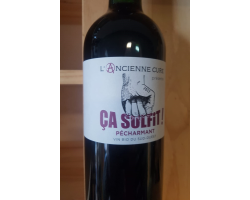 L'ANCIENNE CURE
ÇA SULFIT !
PÉCHARMANT